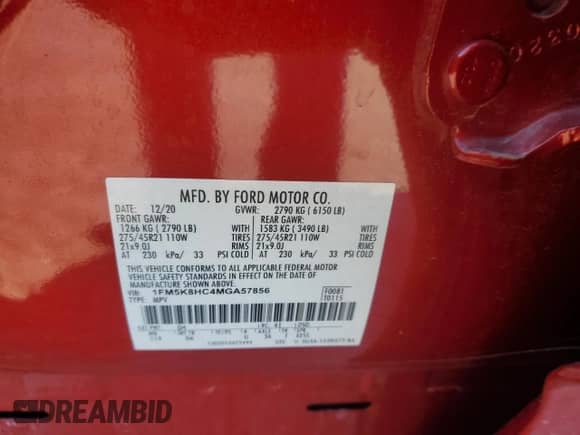 MFD. BY FORD MOTOR CO.
DATE: 12/20 GVWR: 2790 KG ( 6150 LB)
FRONT GAWR: REAR GAWR:
1266 KG ( 2790 LB) WITH 1583 KG ( 3490 LB) WITH
275/45R21 110W TIRES 275/45R21 110W TIRES
21x9.0J RIMS 21x9.0J RIMS
AT 230 kPa/ 33 PSI COLD AT 230 kPa/ 33 PSI COLD
THIS VEHICLE CONFORMS TO ALL APPLICABLE FEDERAL MOTOR
VEHICLE SAFETY STANDARDS IN EFFECT ON THE DATE OF
MANUFACTURE SHOWN ABOVE.
VIN: 1FM5K8HC4MGA57856 F0081
TYPE: MPV T0115
DREAMBID